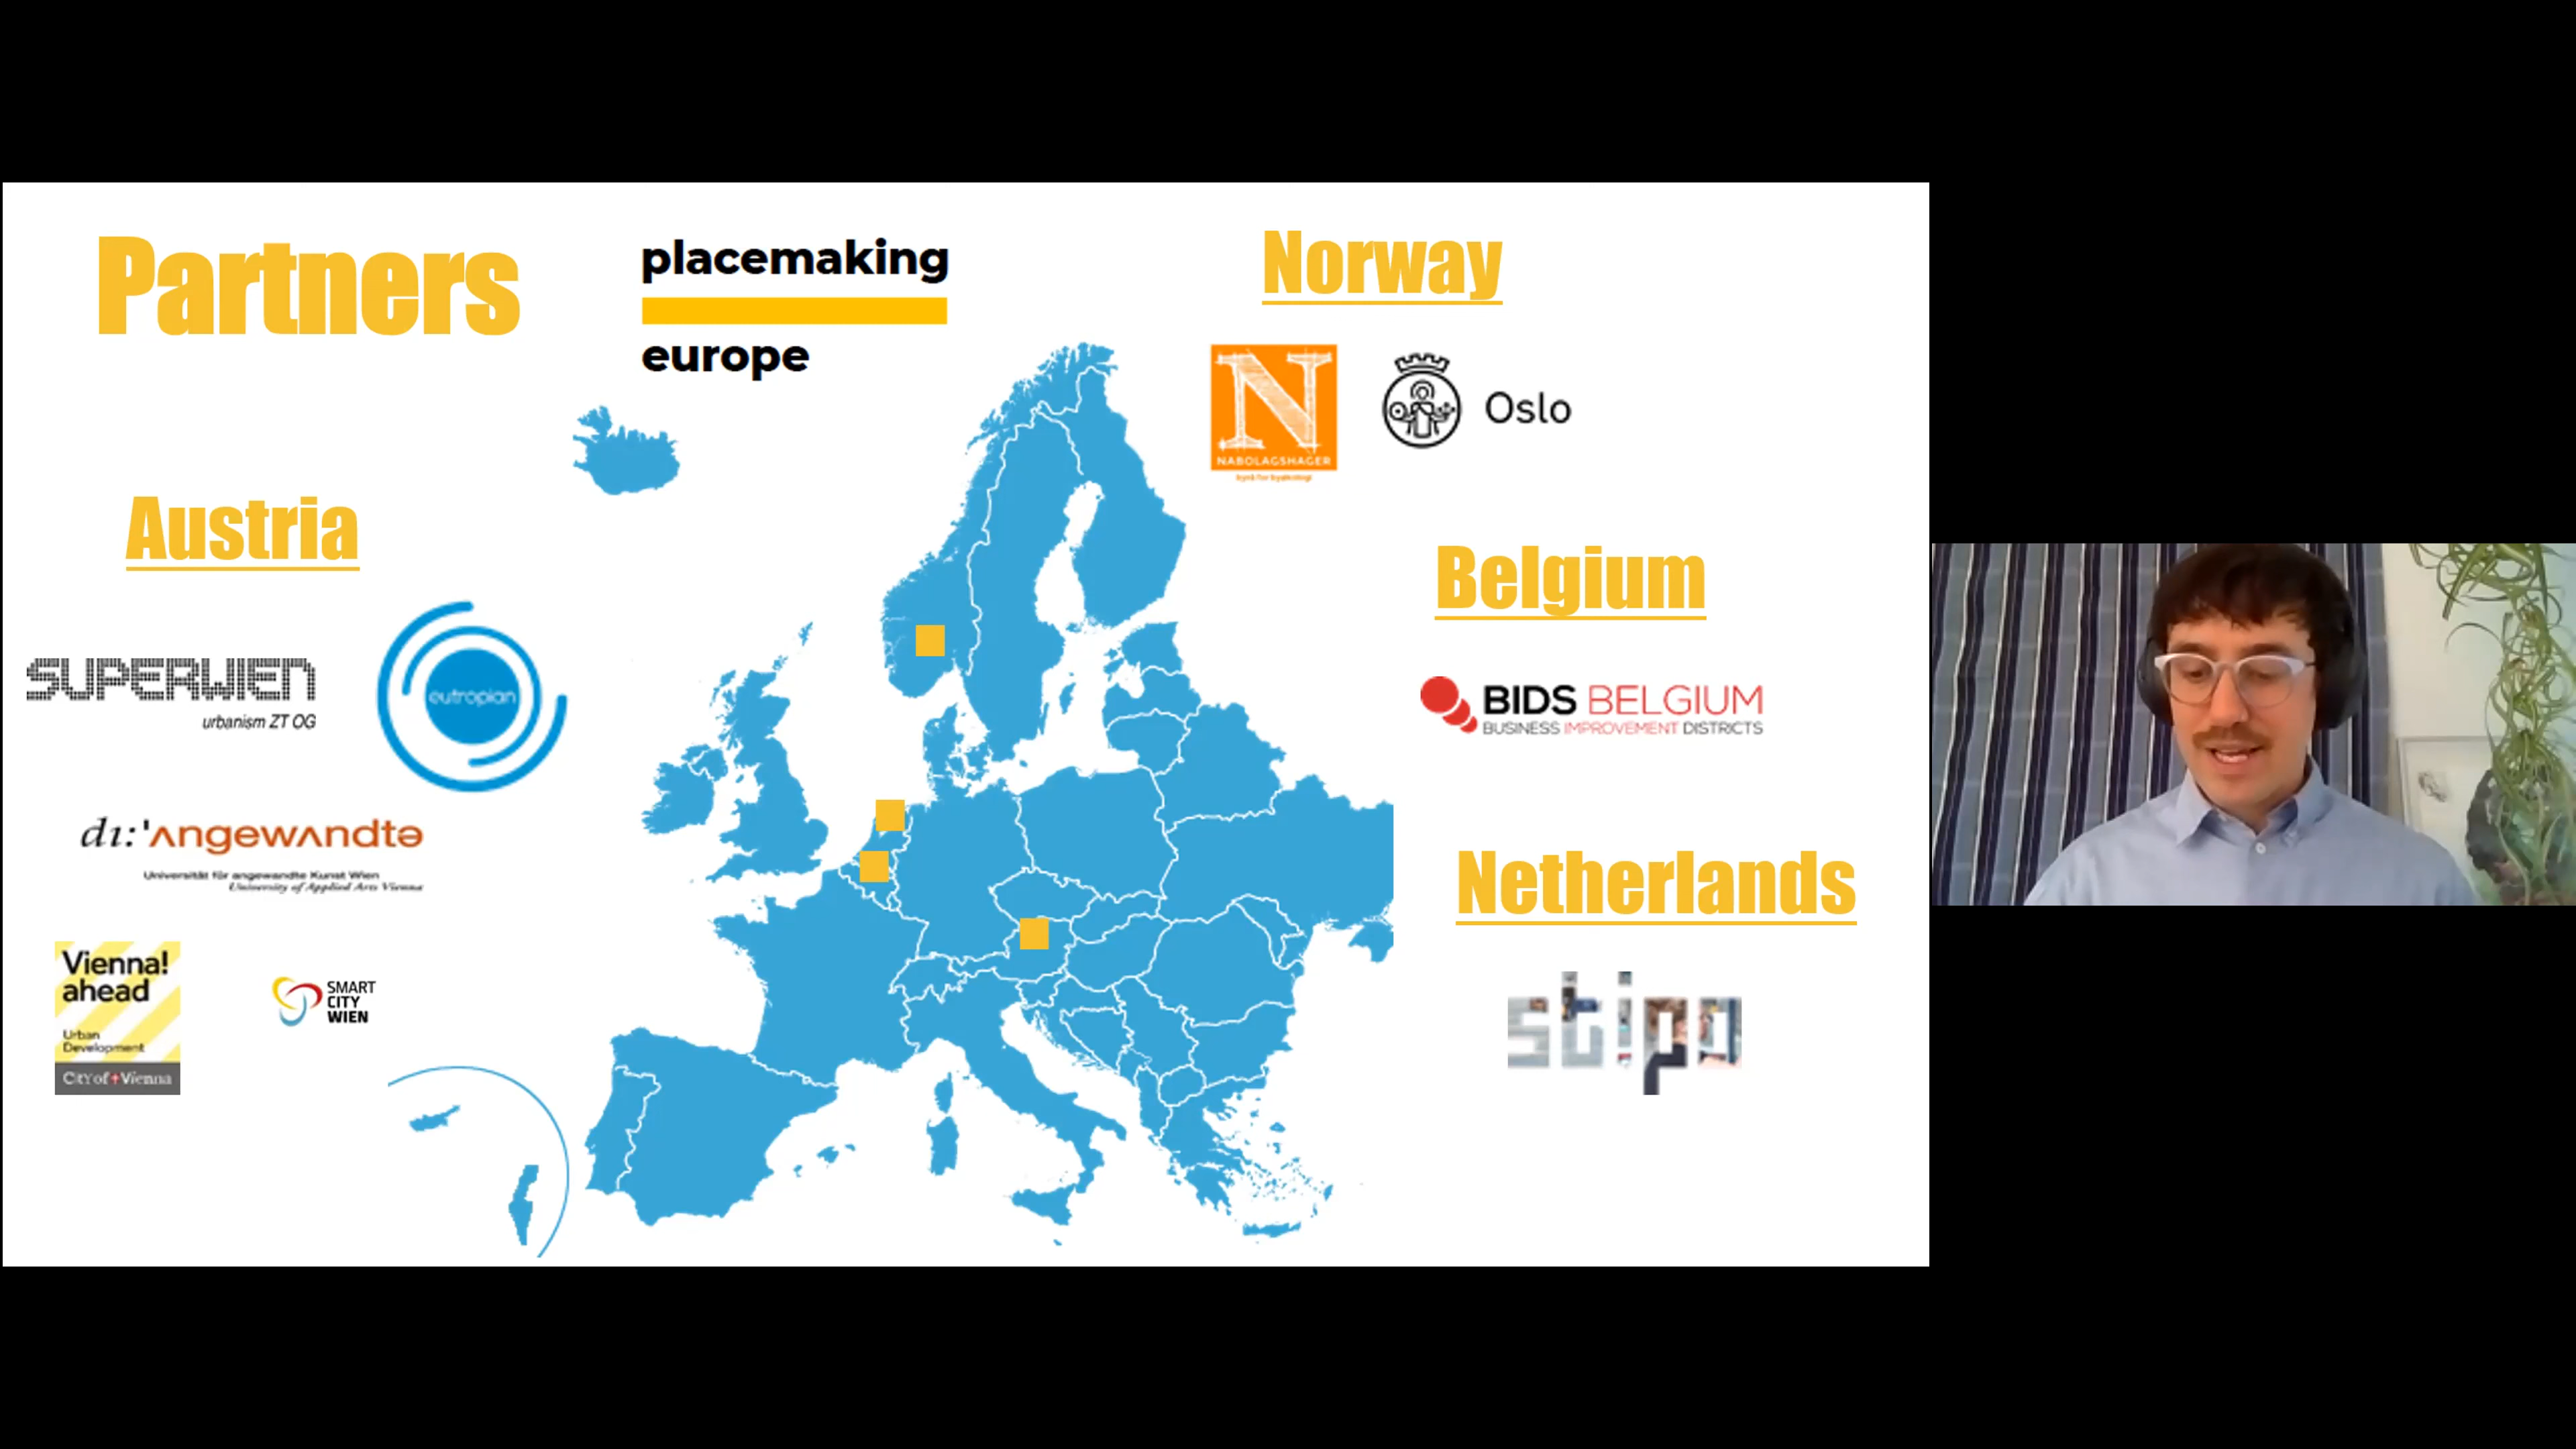 Partners
placemaking
europe
Norway
NABOLAGSHAGER
Oslo
Austria
SUPERWIEN
urbanism ZT OG
eutropian
Belgium
BIDS BELGIUM
BUSINESS IMPROVEMENT DISTRICTS
dı:'ʌngewʌndtə
Universität für angewandte Kunst Wien
University of Applied Arts Vienna
Netherlands
stipo
Vienna!
ahead
Urban
Development
City of Vienna
SMART
CITY
WIEN